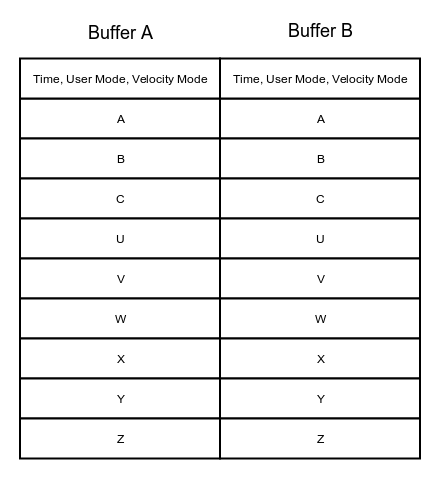 Buffer A Buffer B
Time, User Mode, Velocity Mode Time, User Mode, Velocity Mode
A A
B B
C C
U U
V V
W W
X X
Y Y
Z Z